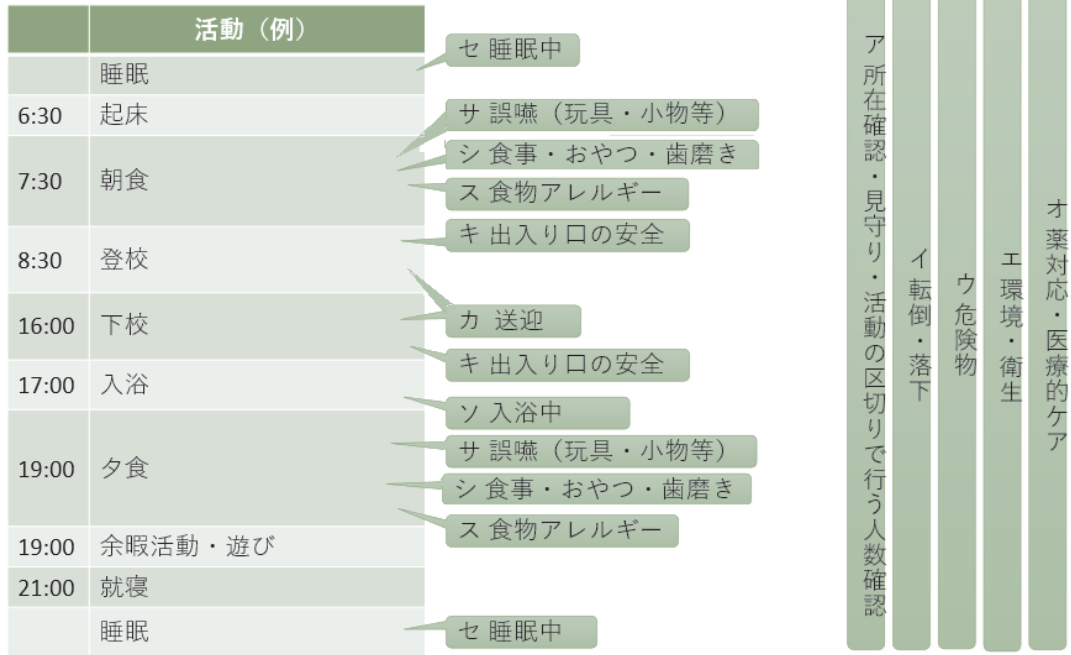 活動（例）
睡眠
セ 睡眠中
6:30 起床
サ 誤嚥（玩具・小物等）
シ 食事・おやつ・歯磨き
7:30 朝食
ス 食物アレルギー
キ 出入り口の安全
8:30 登校
カ 送迎
16:00 下校
キ 出入り口の安全
17:00 入浴
ソ 入浴中
サ 誤嚥（玩具・小物等）
19:00 夕食
シ 食事・おやつ・歯磨き
ス 食物アレルギー
19:00 余暇活動・遊び
21:00 就寝
睡眠
セ 睡眠中
ア 所在確認・見守り・活動の区切りで行う人数確認
イ 転倒・落下
ウ 危険物
エ 環境・衛生
オ 薬対応・医療的ケア